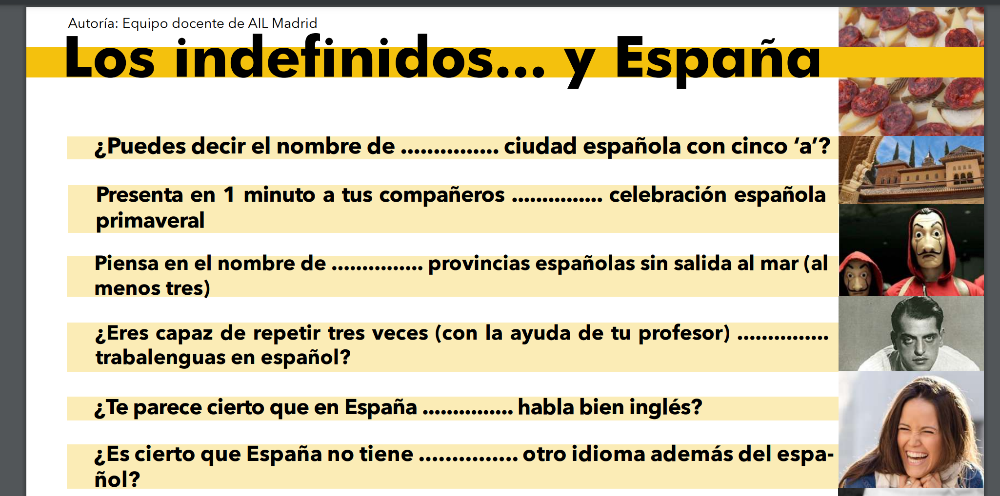 Autoría: Equipo docente de AIL Madrid
Los indefinidos... y España
¿Puedes decir el nombre de ............... ciudad española con cinco ‘a’?
Presenta en 1 minuto a tus compañeros ............... celebración española
primaveral
Piensa en el nombre de ............... provincias españolas sin salida al mar (al
menos tres)
¿Eres capaz de repetir tres veces (con la ayuda de tu profesor) ...............
trabalenguas en español?
¿Te parece cierto que en España ............... habla bien inglés?
¿Es cierto que España no tiene ............... otro idioma además del espa-
ñol?